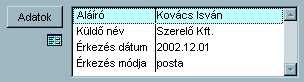 Adatok
Aláíró Kovács Isván
Küldő név Szerelő Kft.
Érkezés dátum 2002.12.01
Érkezés módja posta